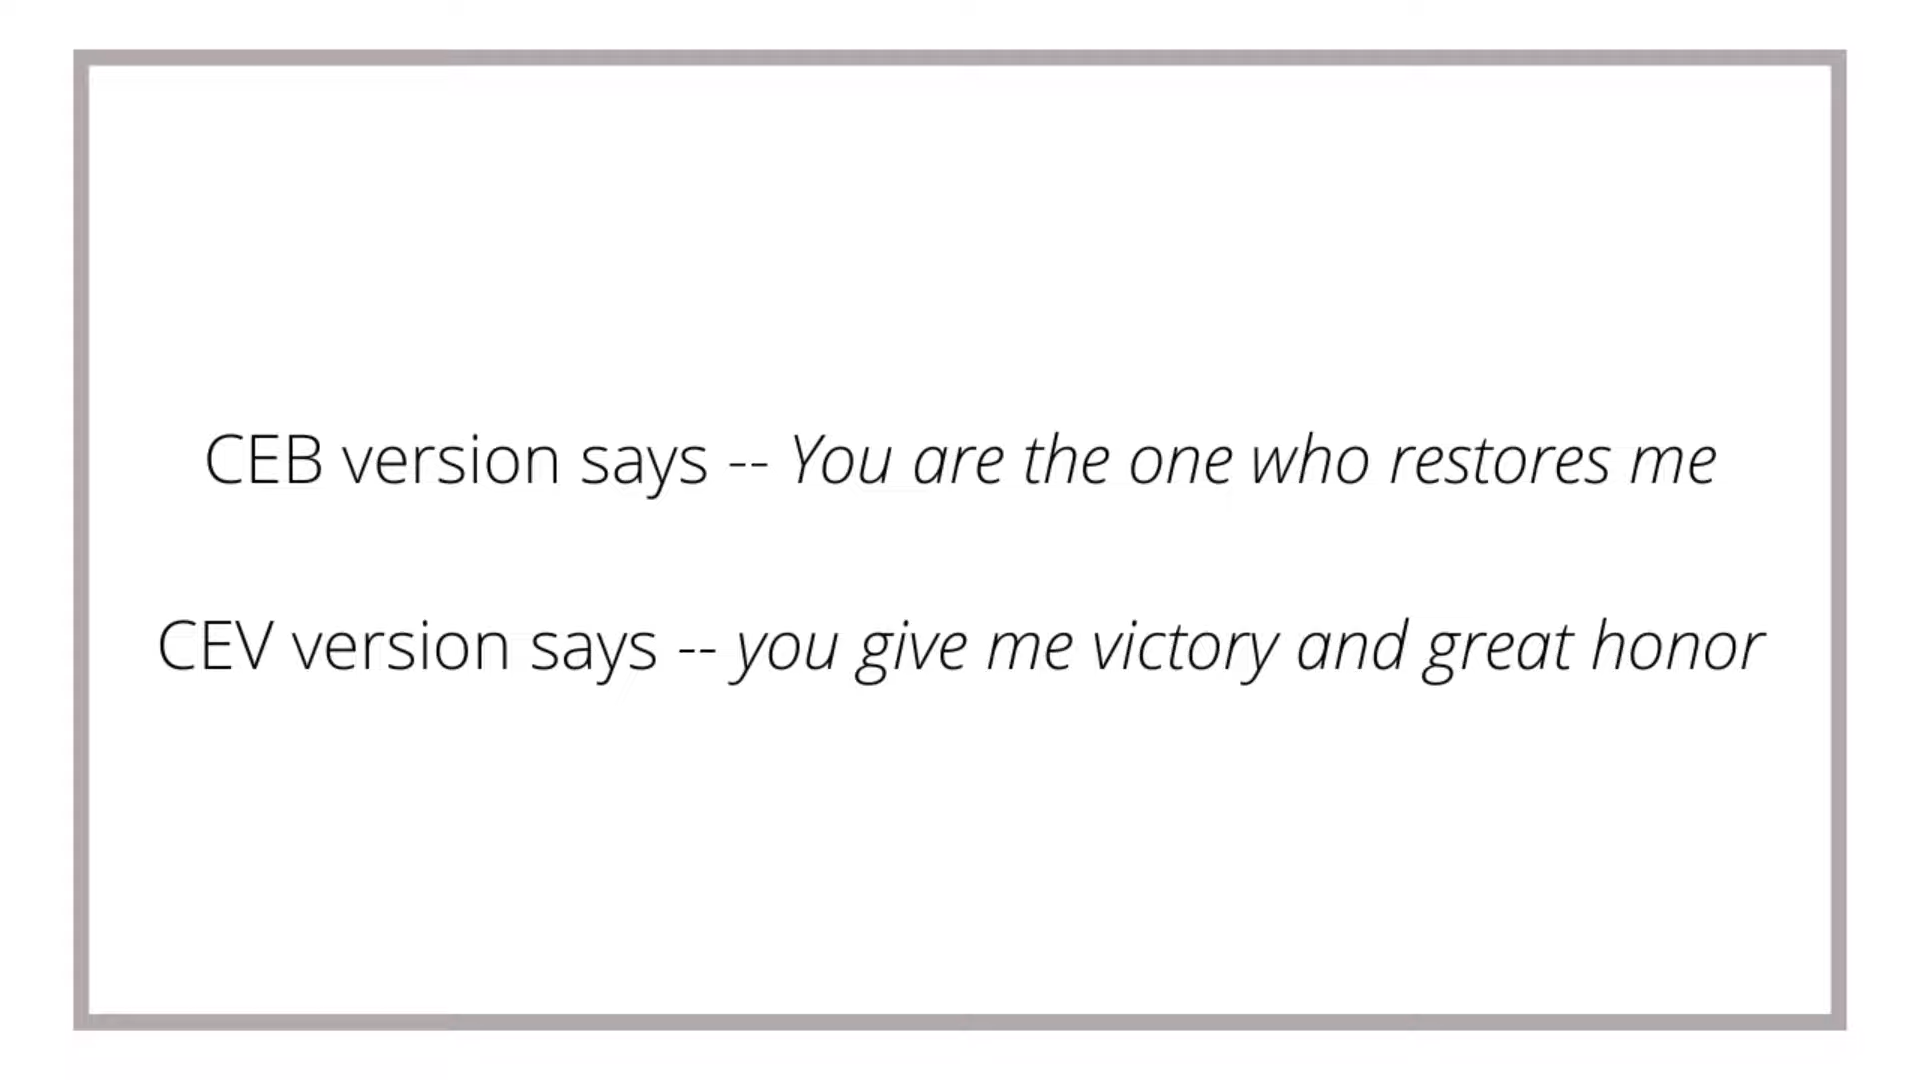 CEB version says -- You are the one who restores me
CEV version says -- you give me victory and great honor